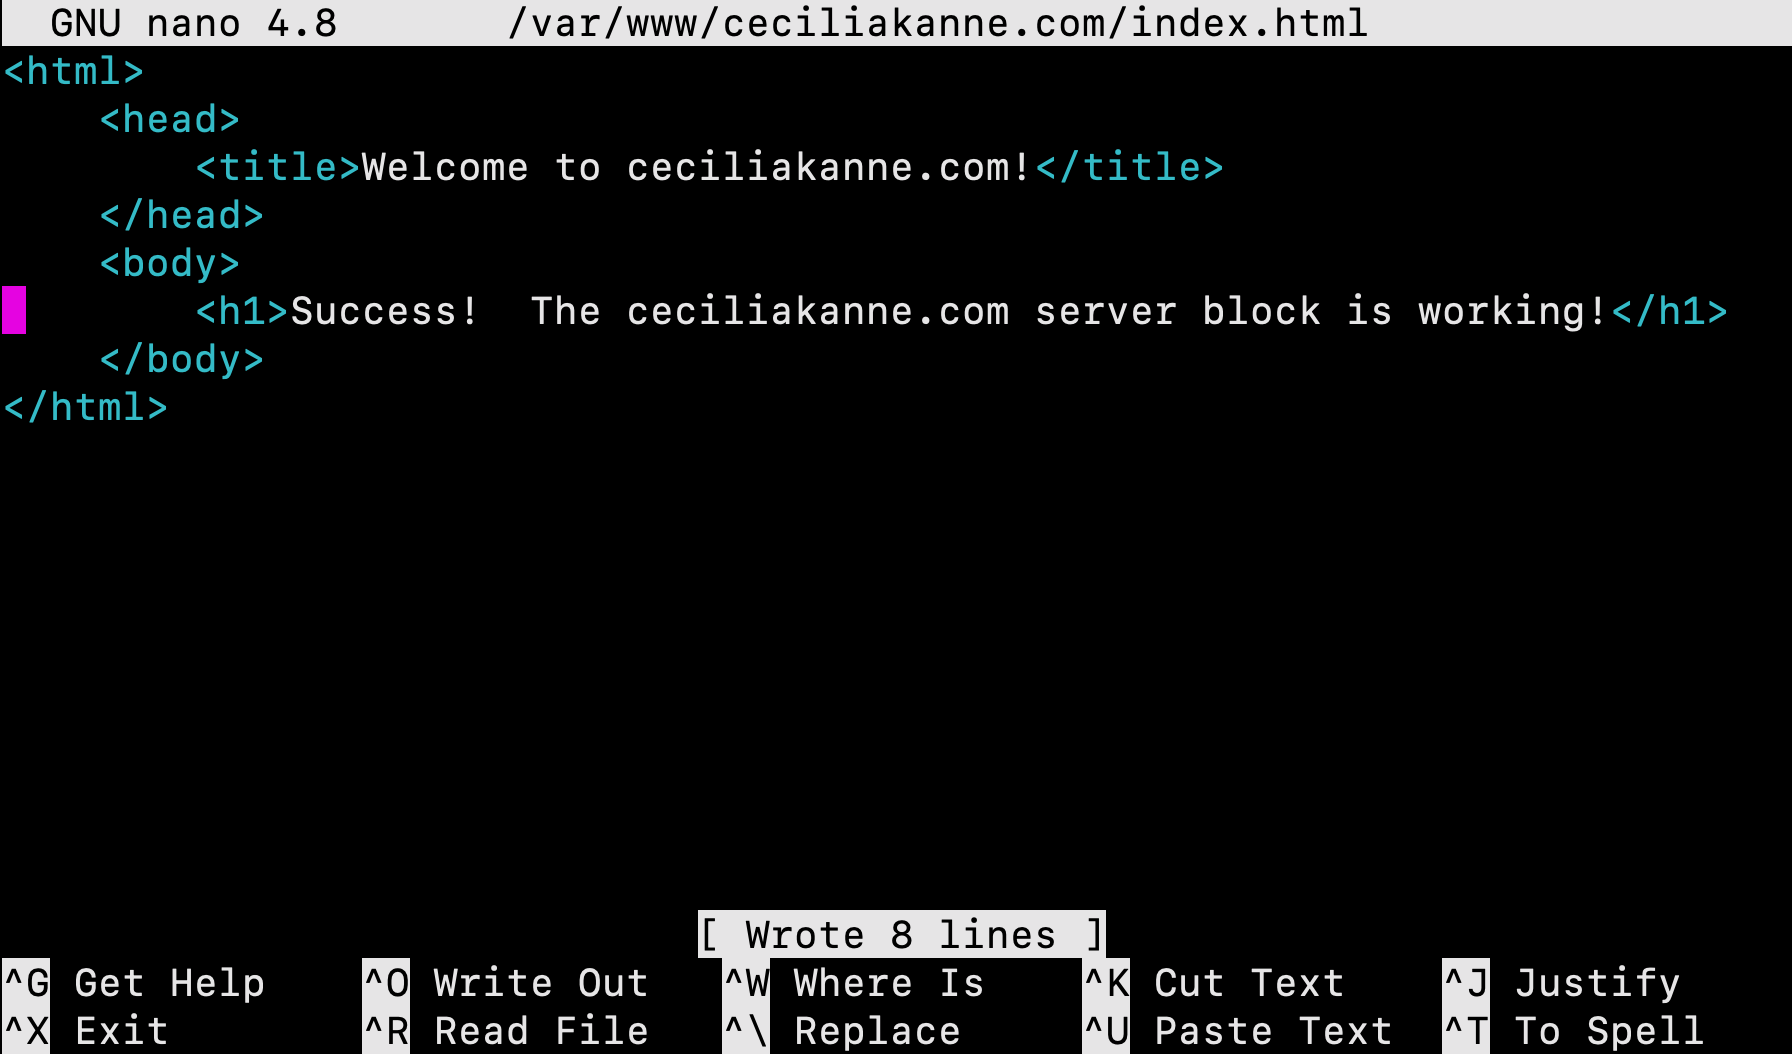 GNU nano 4.8 /var/www/ceciliakanne.com/index.html
<html>
    <head>
        <title>Welcome to ceciliakanne.com!</title>
    </head>
    <body>
        <h1>Success!  The ceciliakanne.com server block is working!</h1>
    </body>
</html>
[ Wrote 8 lines ]
^G Get Help ^O Write Out ^W Where Is ^K Cut Text ^J Justify
^X Exit ^R Read File ^\ Replace ^U Paste Text ^T To Spell